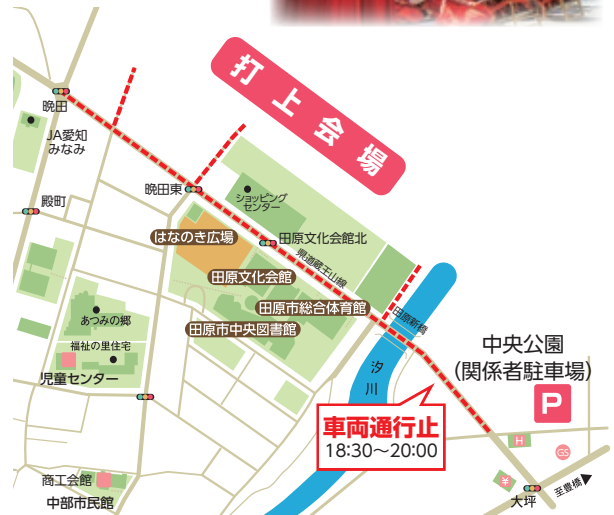 打上会場
晩田
JA愛知
みなみ
晩田東
ショッピング
センター
殿町
はなのき広場
田原文化会館北
県道蔵王山線
田原文化会館
田原市総合体育館
田原新橋
田原市中央図書館
あつみの郷
福祉の里住宅
児童センター
汐川
中央公園
(関係者駐車場)
P
車両通行止
18:30～20:00
H
GS
¥
至豊橋
大坪
商工会館
中部市民館